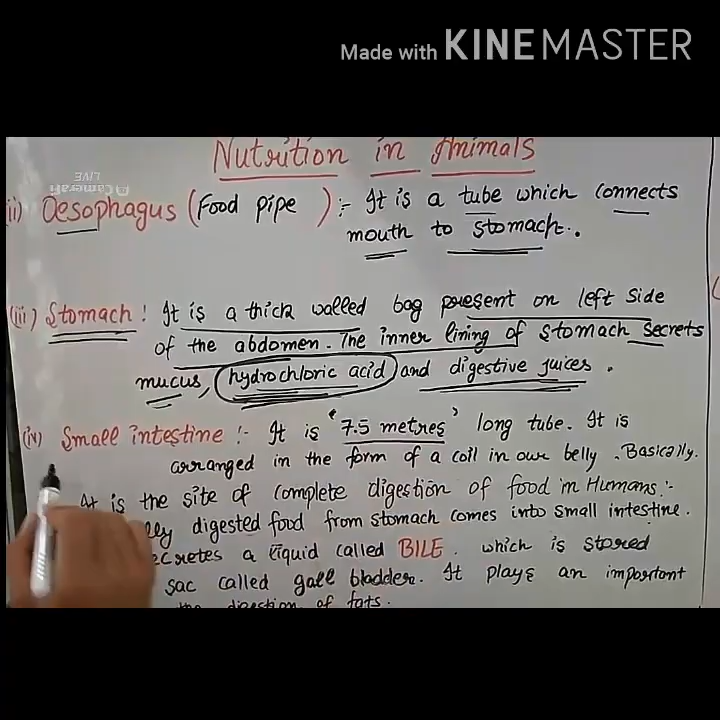 Made with KINEMASTER
Nutrition in Animals
(ii) Oesophagus (Food pipe ) :- It is a tube which connects
mouth to stomach.
(iii) Stomach : It is a thick walled bag present on left side
of the abdomen. The inner lining of stomach secrets
mucus, hydrochloric acid and digestive juices .
(iv) Small intestine :- It is "7.5 metres" long tube. It is
arranged in the form of a coil in our belly . Basically.
It is the site of complete digestion of food in Humans :-
digested food from stomach comes into small intestine.
a liquid called BILE . which is stored
sac called gall bladder. It plays an important
the digestion of fats.